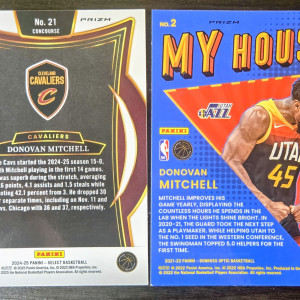 No. 21
CONCOURSE
PRIZM
CLEVELAND
CAVALIERS
CAVALIERS
DONOVAN MITCHELL
e Cavs started the 2024-25 season 15-0,
th Mitchell playing in the first 14 games.
was superb during the stretch, averaging
.6 points, 4.1 assists and 1.5 steals while
ooting 42.1 percent from 3. He dropped 30
separate times, including on Nov. 11 and
vs. Chicago with 36 and 37, respectively.
PANINI
2024-25 PANINI - SELECT BASKETBALL
NO. 2
PRIZM
MY HOUS
UTAH
JAZZ
PANINI
UTA
45
DONOVAN
MITCHELL
MITCHELL IMPROVES HIS
GAME YEARLY, DISPLAYING THE
COUNTLESS HOURS HE SPENDS IN THE
LAB WHEN THE LIGHTS SHINE BRIGHT. IN
2020-21, THE GUARD TOOK THE NEXT STEP
AS A PLAYMAKER. WHILE HELPING UTAH TO
THE NO. 1 SEED IN THE WESTERN CONFERENCE,
THE SWINGMAN TOPPED 5.0 HELPERS FOR THE
FIRST TIME.
2021-22 PANINI - DONRUSS OPTIC BASKETBALL